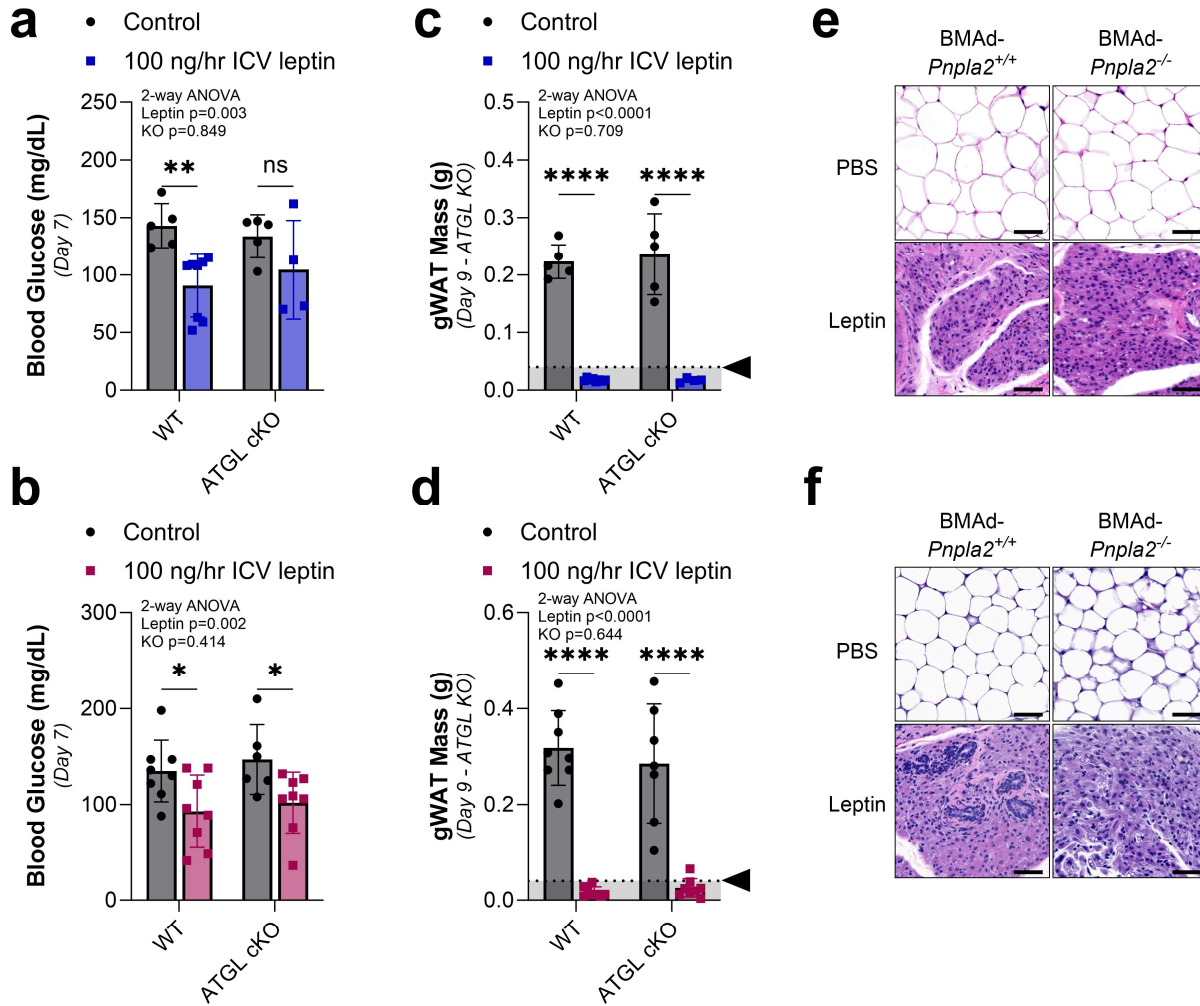 a
Control
100 ng/hr ICV leptin
2-way ANOVA
Leptin p=0.003
KO p=0.849
Blood Glucose (mg/dL)
(Day 7)
250
200
150
100
50
0
**
ns
WT
ATGL cKO
b
Control
100 ng/hr ICV leptin
2-way ANOVA
Leptin p=0.002
KO p=0.414
Blood Glucose (mg/dL)
(Day 7)
300
200
100
0
*
*
WT
ATGL cKO
c
Control
100 ng/hr ICV leptin
2-way ANOVA
Leptin p<0.0001
KO p=0.709
gWAT Mass (g)
(Day 9 - ATGL KO)
0.5
0.4
0.3
0.2
0.1
0.0
****
****
WT
ATGL cKO
d
Control
100 ng/hr ICV leptin
2-way ANOVA
Leptin p<0.0001
KO p=0.644
gWAT Mass (g)
(Day 9 - ATGL KO)
0.6
0.4
0.2
0.0
****
****
WT
ATGL cKO
e
BMAd-
Pnpla2+/+
BMAd-
Pnpla2-/-
PBS
Leptin
f
BMAd-
Pnpla2+/+
BMAd-
Pnpla2-/-
PBS
Leptin